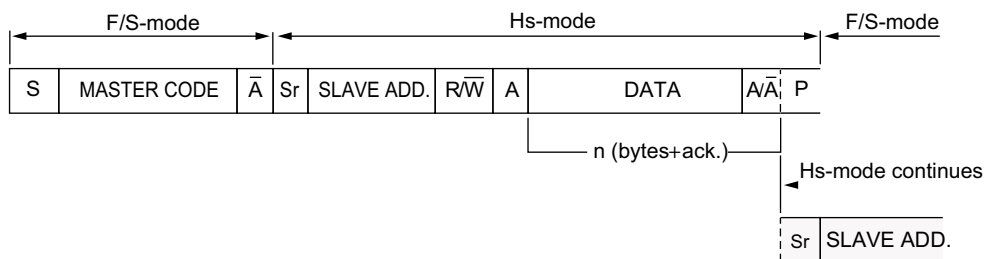 F/S-mode Hs-mode F/S-mode
S MASTER CODE A̅ Sr SLAVE ADD. R/W̅ A DATA A/A̅ P
n (bytes+ack.)
Hs-mode continues
Sr SLAVE ADD.